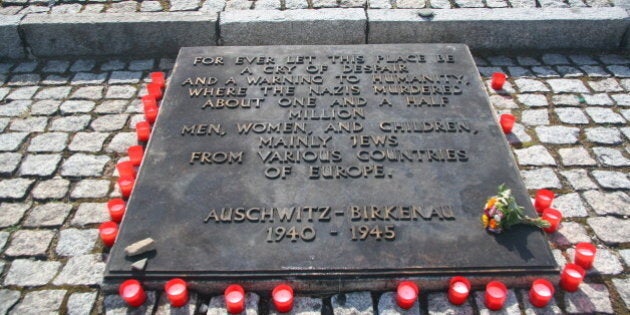 FOR EVER LET THIS PLACE BE
A CRY OF DESPAIR
AND A WARNING TO HUMANITY,
WHERE THE NAZIS MURDERED
ABOUT ONE AND A HALF
MILLION
MEN, WOMEN, AND CHILDREN,
MAINLY JEWS
FROM VARIOUS COUNTRIES
OF EUROPE.
AUSCHWITZ-BIRKENAU
1940 - 1945